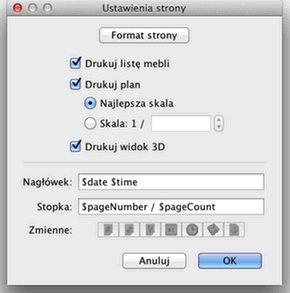 Ustawienia strony
Format strony
Drukuj listę mebli
Drukuj plan
Najlepsza skala
Skala: 1 /
Drukuj widok 3D
Nagłówek: $date $time
Stopka: $pageNumber / $pageCount
Zmienne:
Anuluj OK